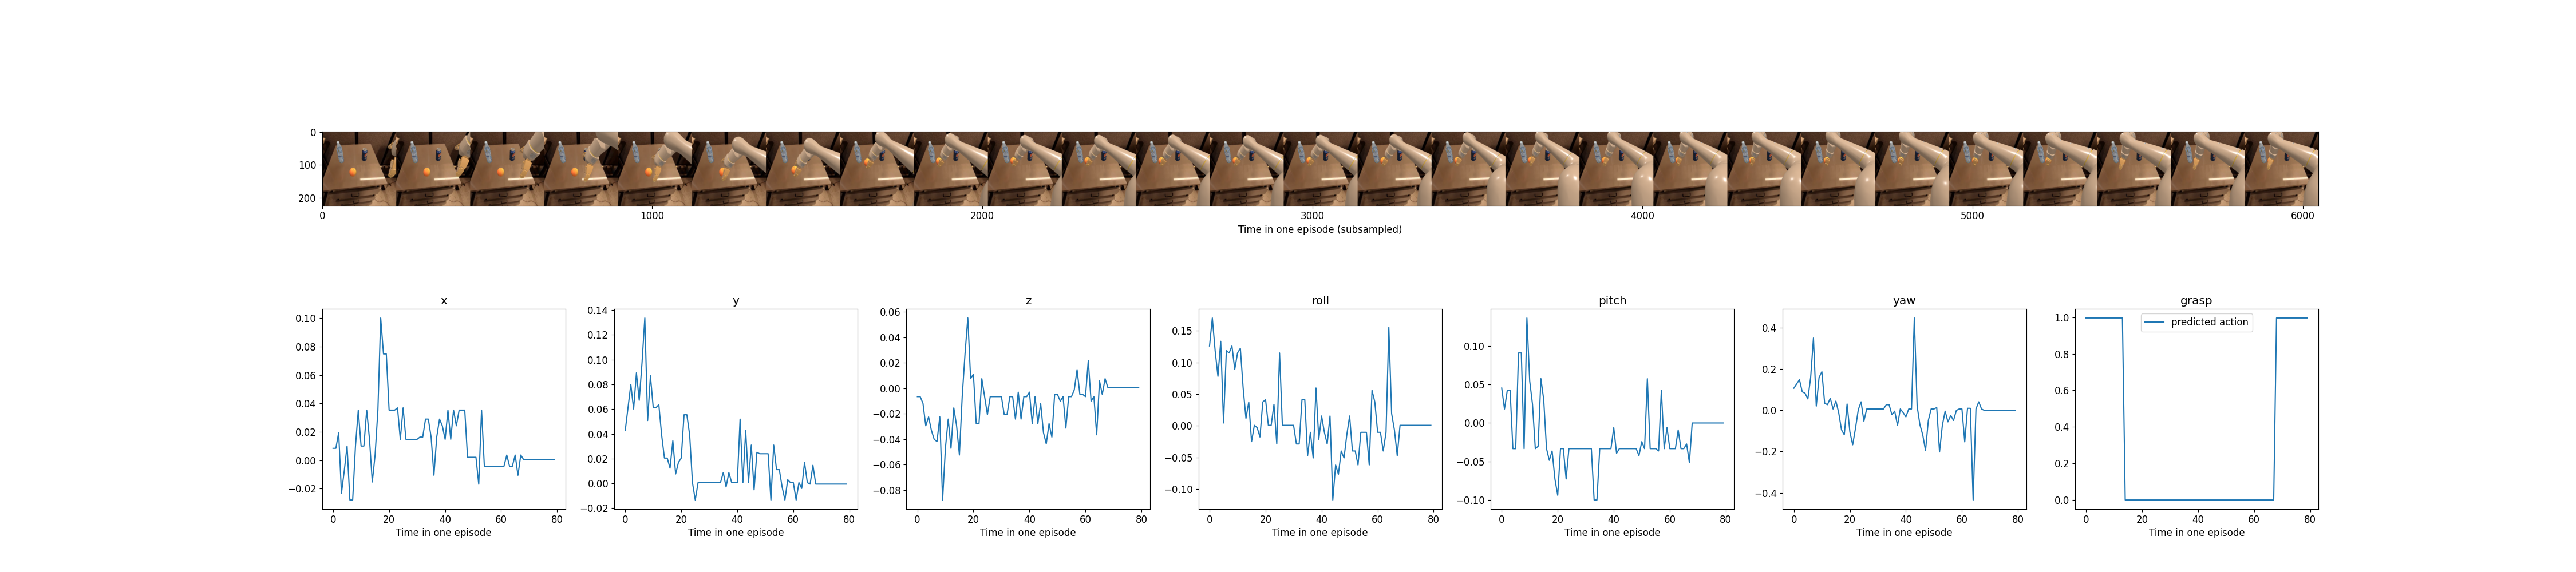 0
100
200
0 1000 2000 3000 4000 5000 6000
Time in one episode (subsampled)
x
0.10
0.08
0.06
0.04
0.02
0.00
−0.02
0 20 40 60 80
Time in one episode
y
0.14
0.12
0.10
0.08
0.06
0.04
0.02
0.00
−0.02
0 20 40 60 80
Time in one episode
z
0.06
0.04
0.02
0.00
−0.02
−0.04
−0.06
−0.08
0 20 40 60 80
Time in one episode
roll
0.15
0.10
0.05
0.00
−0.05
−0.10
0 20 40 60 80
Time in one episode
pitch
0.10
0.05
0.00
−0.05
−0.10
0 20 40 60 80
Time in one episode
yaw
0.4
0.2
0.0
−0.2
−0.4
0 20 40 60 80
Time in one episode
grasp
predicted action
1.0
0.8
0.6
0.4
0.2
0.0
0 20 40 60 80
Time in one episode